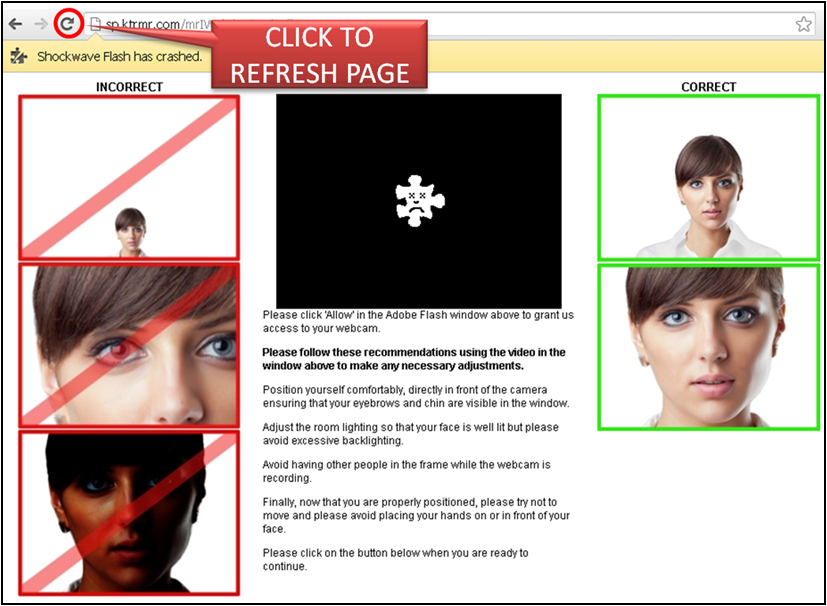 sp.ktrmr.com/mrIW
Shockwave Flash has crashed.
CLICK TO
REFRESH PAGE
INCORRECT
CORRECT
Please click 'Allow' in the Adobe Flash window above to grant us
access to your webcam.
Please follow these recommendations using the video in the
window above to make any necessary adjustments.
Position yourself comfortably, directly in front of the camera
ensuring that your eyebrows and chin are visible in the window.
Adjust the room lighting so that your face is well lit but please
avoid excessive backlighting.
Avoid having other people in the frame while the webcam is
recording.
Finally, now that you are properly positioned, please try not to
move and please avoid placing your hands on or in front of your
face.
Please click on the button below when you are ready to
continue.